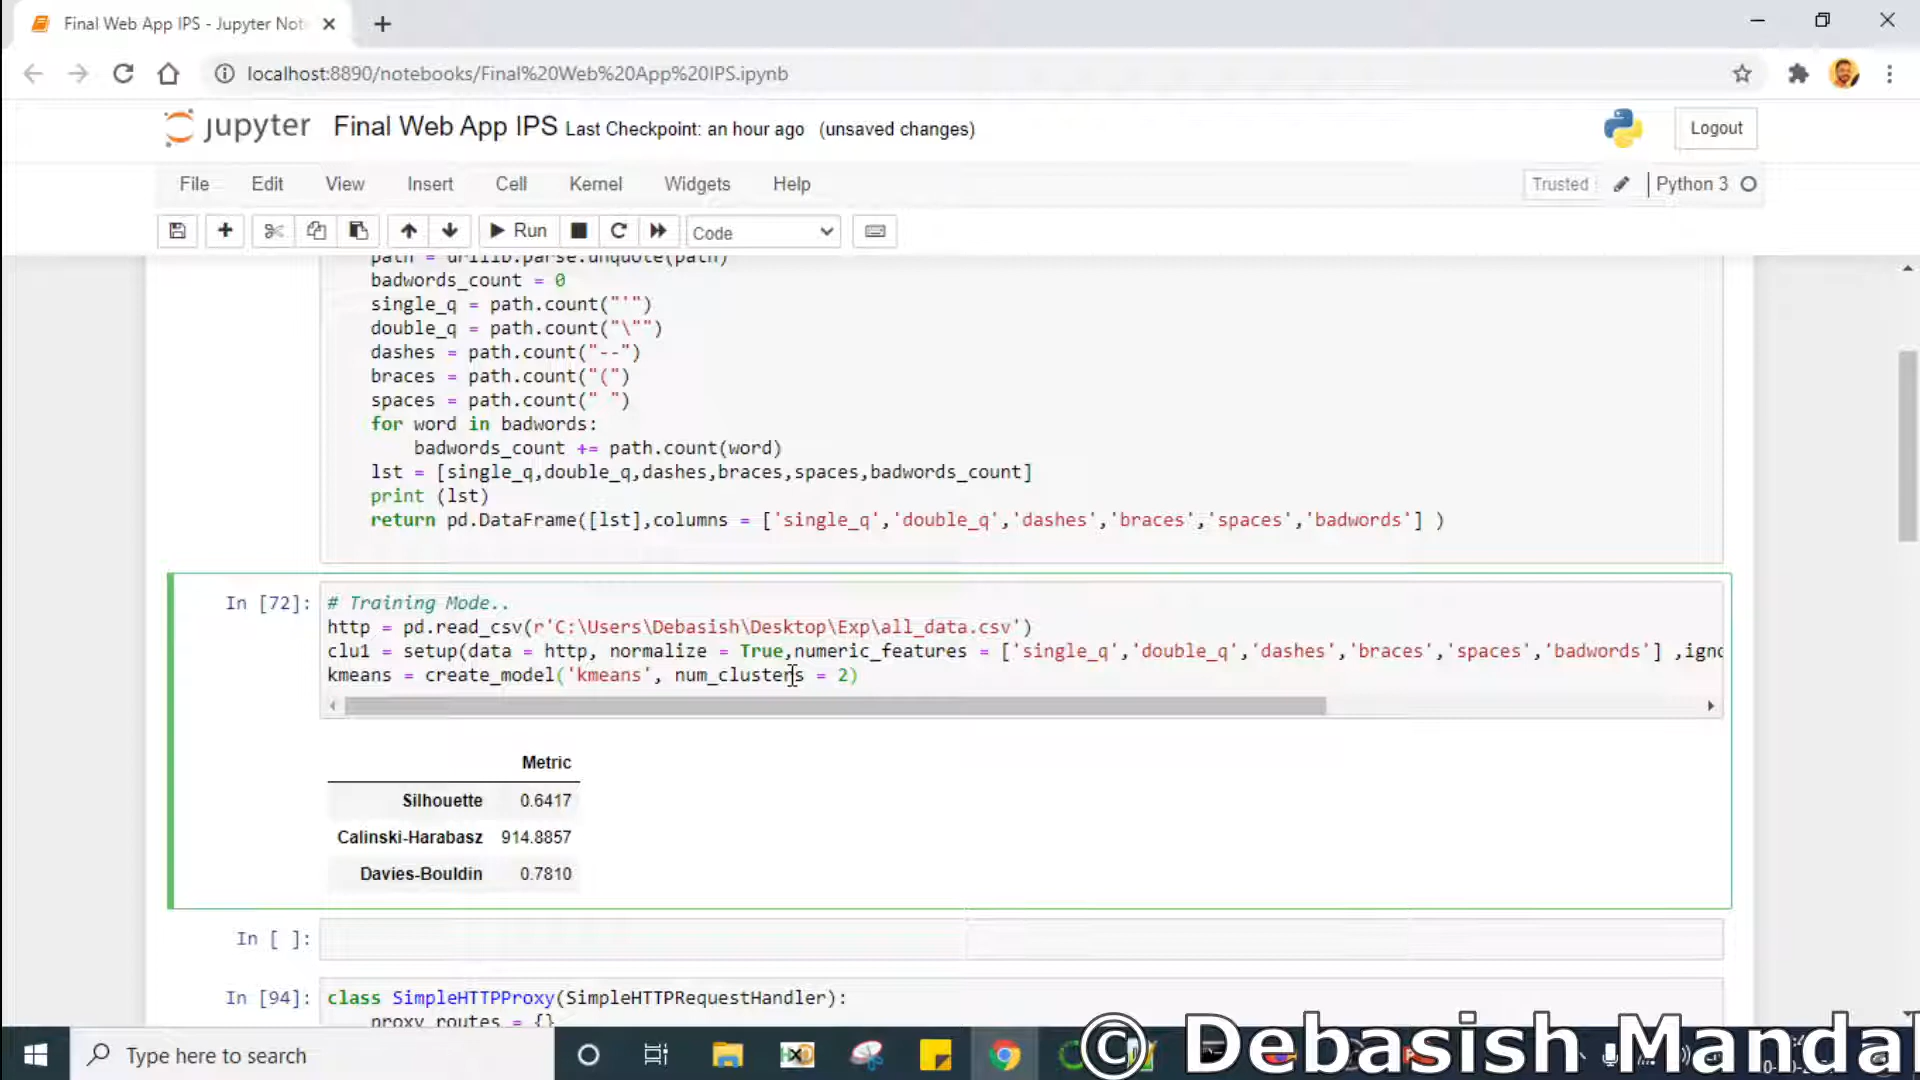 Final Web App IPS - Jupyter Not
localhost:8890/notebooks/Final%20Web%20App%20IPS.ipynb
jupyter Final Web App IPS Last Checkpoint: an hour ago (unsaved changes)
Logout
File Edit View Insert Cell Kernel Widgets Help
Trusted Python 3
Run Code
path = urllib.parse.unquote(path)
badwords_count = 0
single_q = path.count("'")
double_q = path.count("\"")
dashes = path.count("--")
braces = path.count("(")
spaces = path.count(" ")
for word in badwords:
badwords_count += path.count(word)
lst = [single_q,double_q,dashes,braces,spaces,badwords_count]
print (lst)
return pd.DataFrame([lst],columns = ['single_q','double_q','dashes','braces','spaces','badwords'] )
In [72]:
# Training Mode..
http = pd.read_csv(r'C:\Users\Debasish\Desktop\Exp\all_data.csv')
clu1 = setup(data = http, normalize = True,numeric_features = ['single_q','double_q','dashes','braces','spaces','badwords'] ,igno
kmeans = create_model('kmeans', num_clusters = 2)
Metric
Silhouette 0.6417
Calinski-Harabasz 914.8857
Davies-Bouldin 0.7810
In [ ]:
In [94]:
class SimpleHTTPProxy(SimpleHTTPRequestHandler):
proxy_routes = {}
Type here to search
© Debasish Mandal